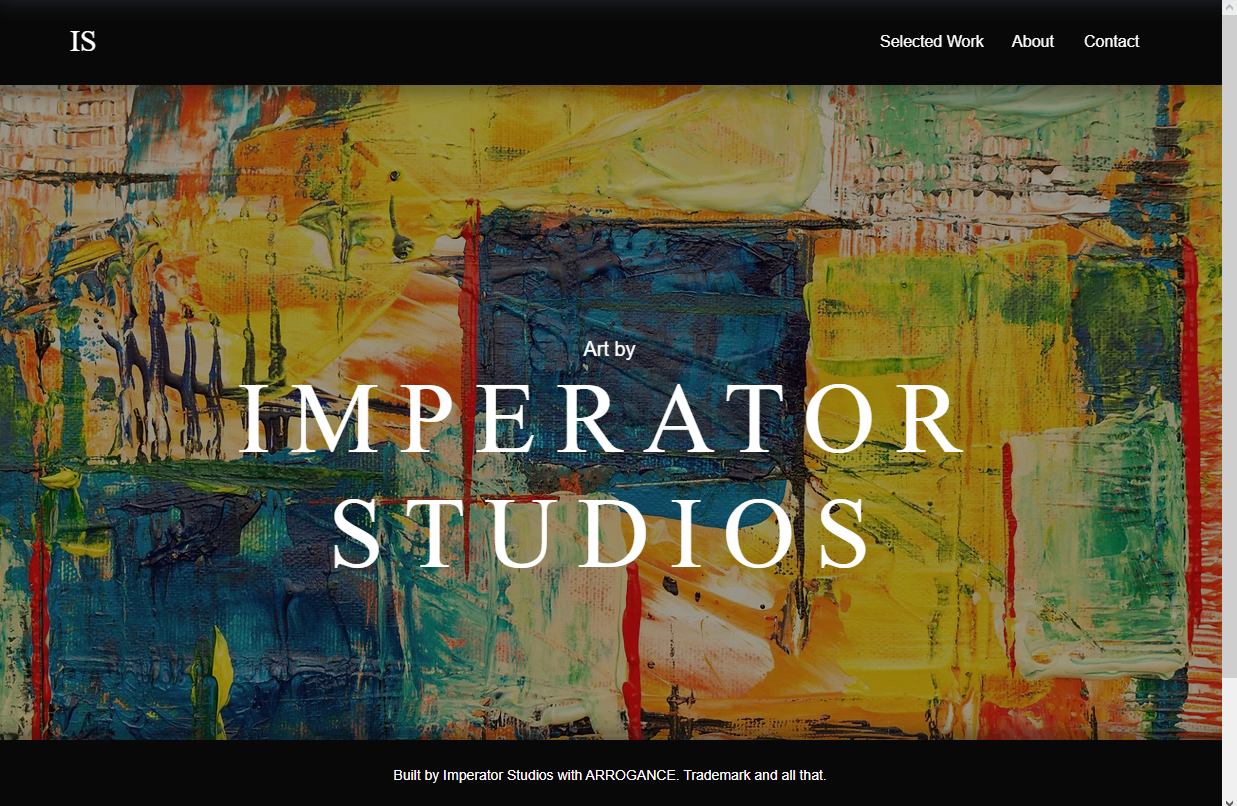 IS
Selected Work About Contact
Art by
IMPERATOR
STUDIOS
Built by Imperator Studios with ARROGANCE. Trademark and all that.